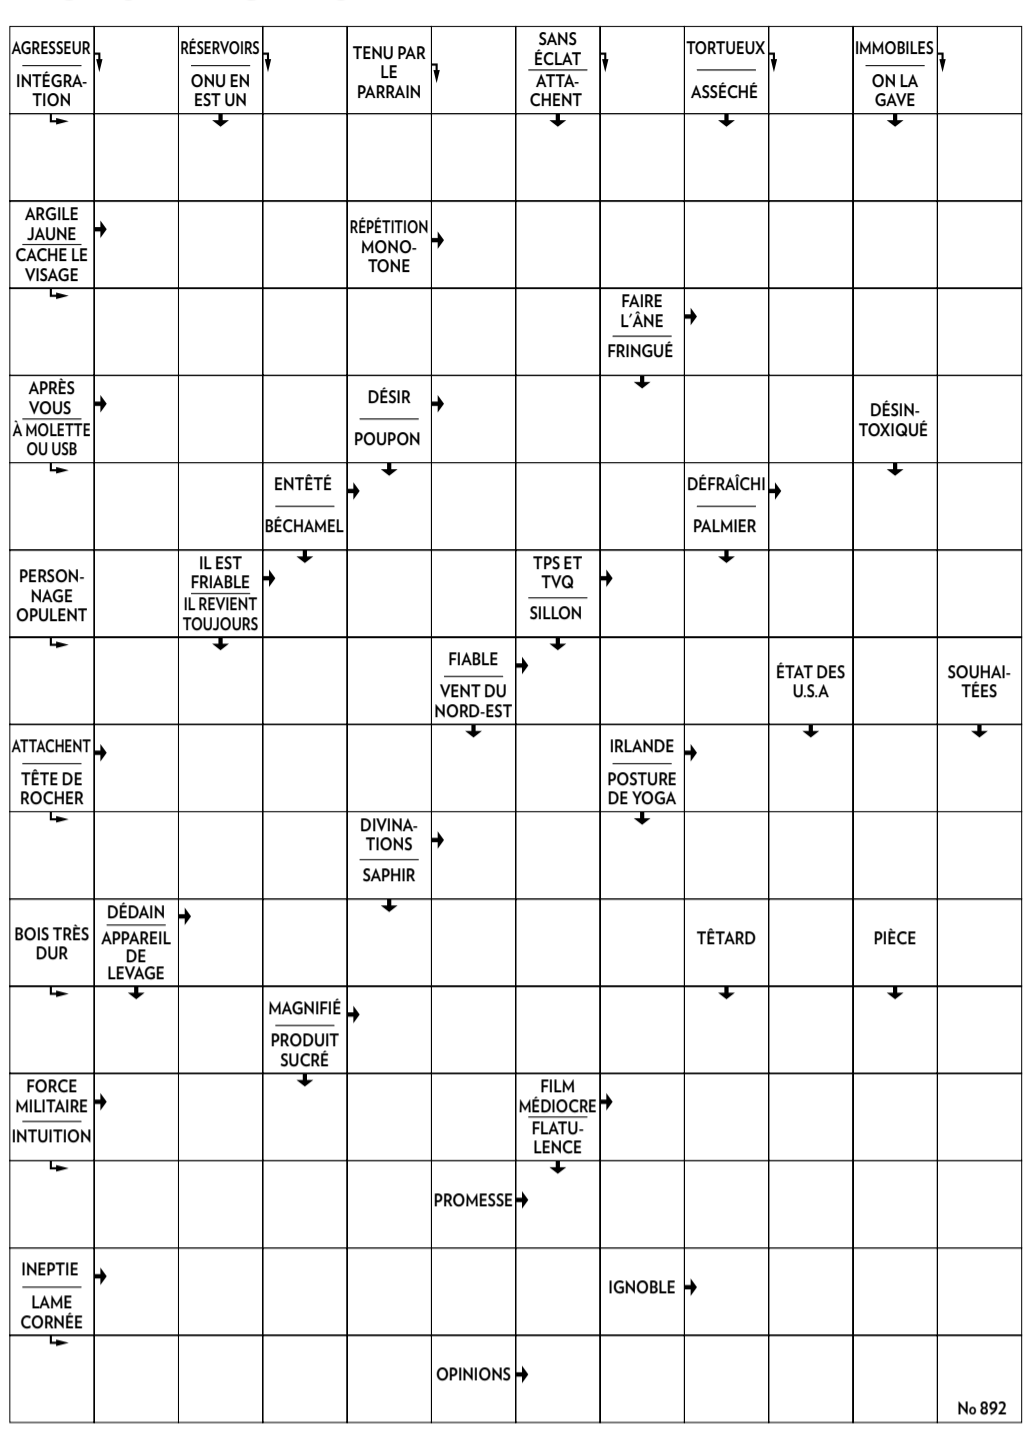 AGRESSEUR
INTÉGRA-
TION
RÉSERVOIRS
ONU EN
EST UN
TENU PAR
LE
PARRAIN
SANS
ÉCLAT
ATTA-
CHENT
TORTUEUX
ASSÉCHÉ
IMMOBILES
ON LA
GAVE
ARGILE
JAUNE
CACHE LE
VISAGE
RÉPÉTITION
MONO-
TONE
FAIRE
L'ÂNE
FRINGUÉ
APRÈS
VOUS
À MOLETTE
OU USB
DÉSIR
POUPON
DÉSIN-
TOXIQUÉ
ENTÊTÉ
BÉCHAMEL
DÉFRAÎCHI
PALMIER
PERSON-
NAGE
OPULENT
IL EST
FRIABLE
IL REVIENT
TOUJOURS
TPS ET
TVQ
SILLON
FIABLE
VENT DU
NORD-EST
ÉTAT DES
U.S.A
SOUHAI-
TÉES
ATTACHENT
TÊTE DE
ROCHER
IRLANDE
POSTURE
DE YOGA
DIVINA-
TIONS
SAPHIR
BOIS TRÈS
DUR
DÉDAIN
APPAREIL
DE
LEVAGE
TÊTARD
PIÈCE
MAGNIFIÉ
PRODUIT
SUCRÉ
FORCE
MILITAIRE
INTUITION
FILM
MÉDIOCRE
FLATU-
LENCE
PROMESSE
INEPTIE
LAME
CORNÉE
IGNOBLE
OPINIONS
No 892